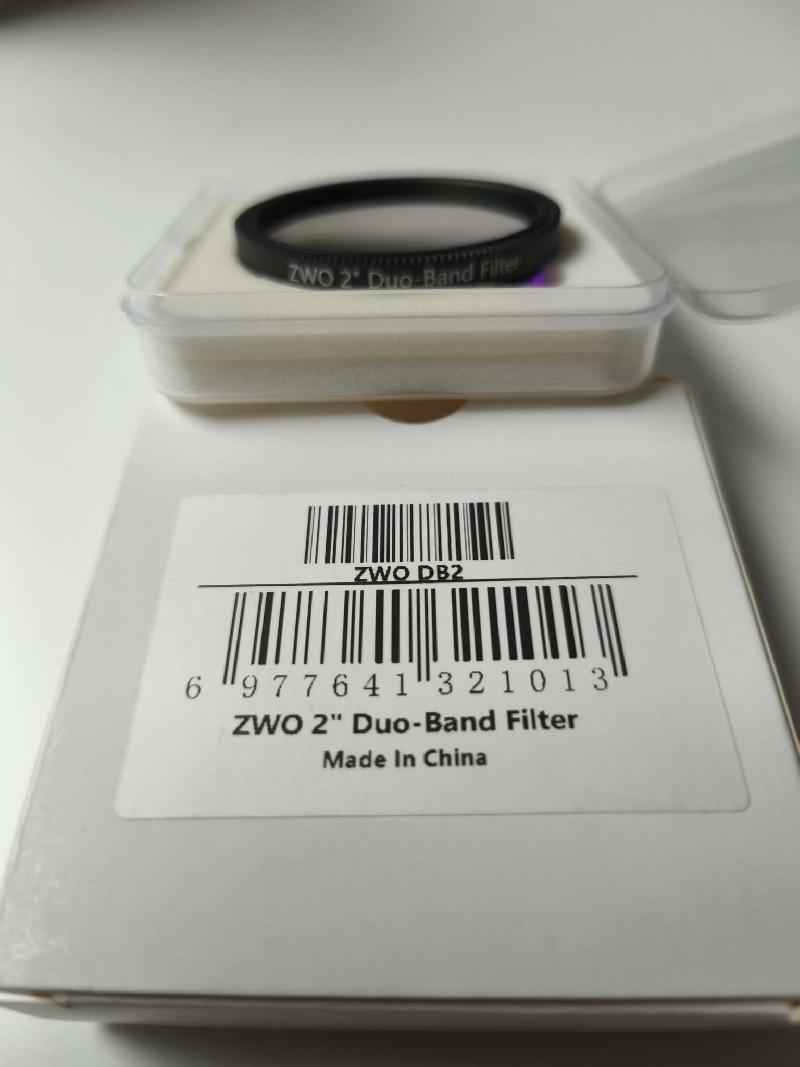 ZWO 2" Duo-Band Filter
ZWO DB2
6 977641 321013
ZWO 2" Duo-Band Filter
Made In China